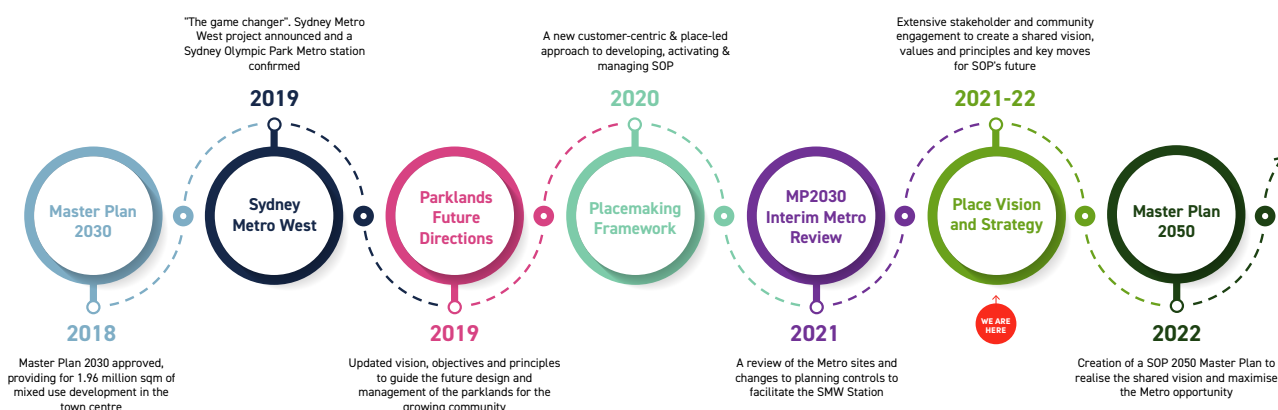 "The game changer". Sydney Metro
West project announced and a
Sydney Olympic Park Metro station
confirmed
2019
A new customer-centric & place-led
approach to developing, activating &
managing SOP
2020
Extensive stakeholder and community
engagement to create a shared vision,
values and principles and key moves
for SOP's future
2021-22
Master Plan
2030
Sydney
Metro West
Parklands
Future
Directions
Placemaking
Framework
MP2030
Interim Metro
Review
Place Vision
and Strategy
Master Plan
2050
WE ARE
HERE
2018
Master Plan 2030 approved,
providing for 1.96 million sqm of
mixed use development in the
town centre
2019
Updated vision, objectives and principles
to guide the future design and
management of the parklands for the
growing community
2021
A review of the Metro sites and
changes to planning controls to
facilitate the SMW Station
2022
Creation of a SOP 2050 Master Plan to
realise the shared vision and maximise
the Metro opportunity